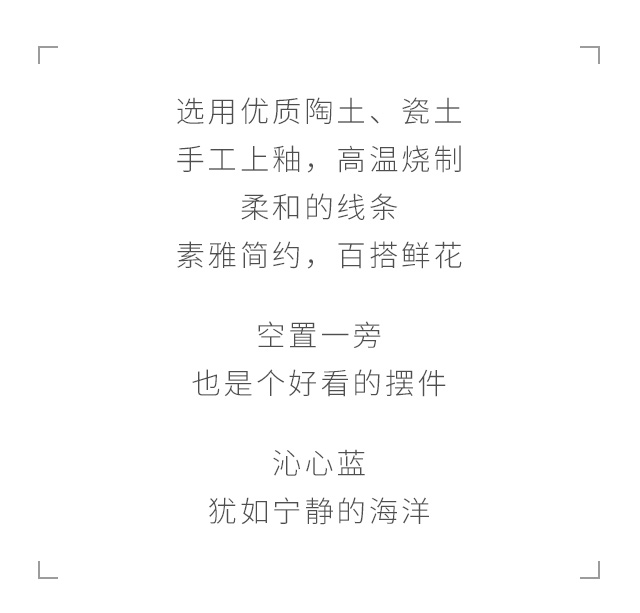 选用优质陶土、瓷土
手工上釉，高温烧制
柔和的线条
素雅简约，百搭鲜花
空置一旁
也是个好看的摆件
沁心蓝
犹如宁静的海洋